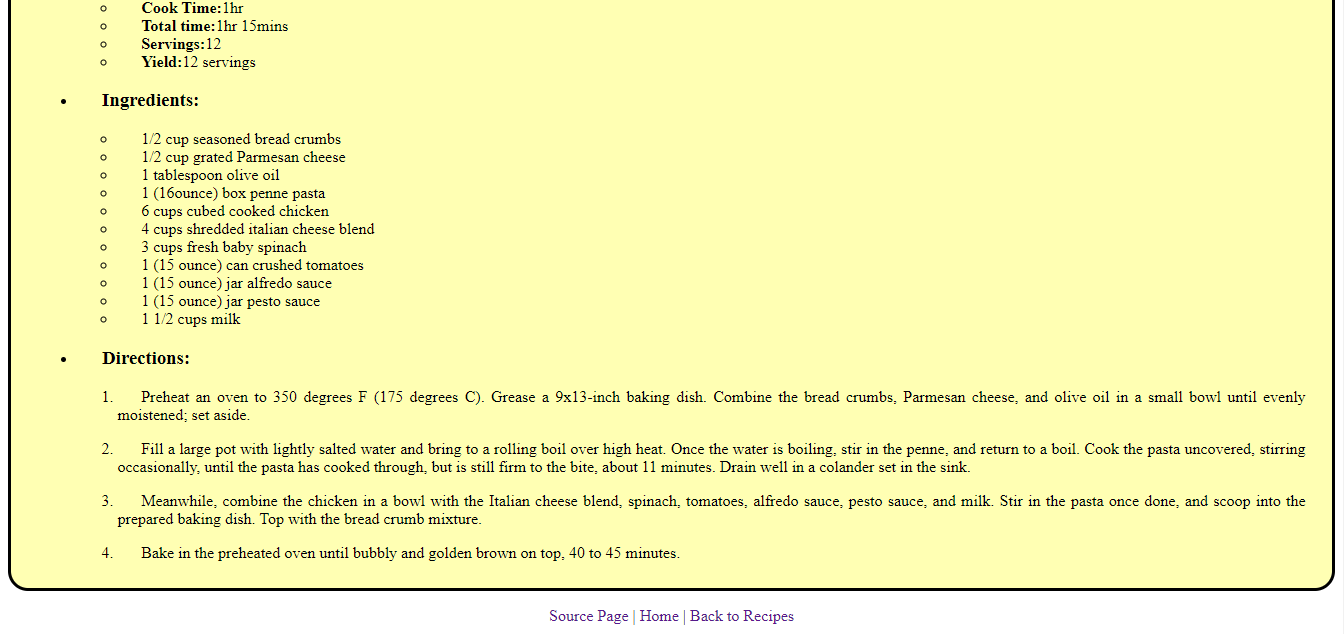 Cook Time:1hr
Total time:1hr 15mins
Servings:12
Yield:12 servings
Ingredients:
1/2 cup seasoned bread crumbs
1/2 cup grated Parmesan cheese
1 tablespoon olive oil
1 (16ounce) box penne pasta
6 cups cubed cooked chicken
4 cups shredded italian cheese blend
3 cups fresh baby spinach
1 (15 ounce) can crushed tomatoes
1 (15 ounce) jar alfredo sauce
1 (15 ounce) jar pesto sauce
1 1/2 cups milk
Directions:
1. Preheat an oven to 350 degrees F (175 degrees C). Grease a 9x13-inch baking dish. Combine the bread crumbs, Parmesan cheese, and olive oil in a small bowl until evenly
moistened; set aside.
2. Fill a large pot with lightly salted water and bring to a rolling boil over high heat. Once the water is boiling, stir in the penne, and return to a boil. Cook the pasta uncovered, stirring
occasionally, until the pasta has cooked through, but is still firm to the bite, about 11 minutes. Drain well in a colander set in the sink.
3. Meanwhile, combine the chicken in a bowl with the Italian cheese blend, spinach, tomatoes, alfredo sauce, pesto sauce, and milk. Stir in the pasta once done, and scoop into the
prepared baking dish. Top with the bread crumb mixture.
4. Bake in the preheated oven until bubbly and golden brown on top, 40 to 45 minutes.
Source Page | Home | Back to Recipes